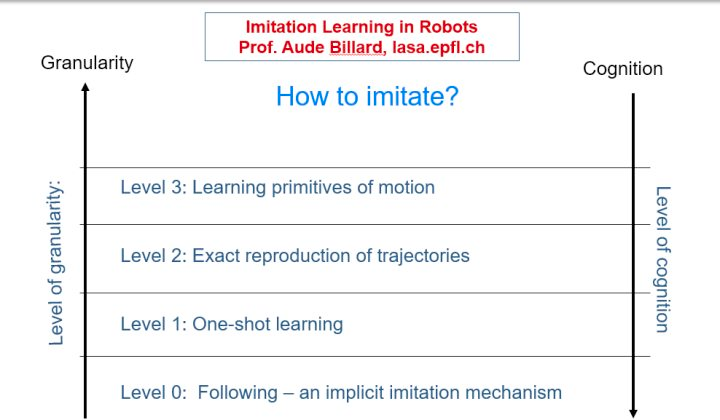 Imitation Learning in Robots
Prof. Aude Billard, lasa.epfl.ch
Granularity
Cognition
How to imitate?
Level of granularity:
Level of cognition
Level 3: Learning primitives of motion
Level 2: Exact reproduction of trajectories
Level 1: One-shot learning
Level 0:  Following – an implicit imitation mechanism